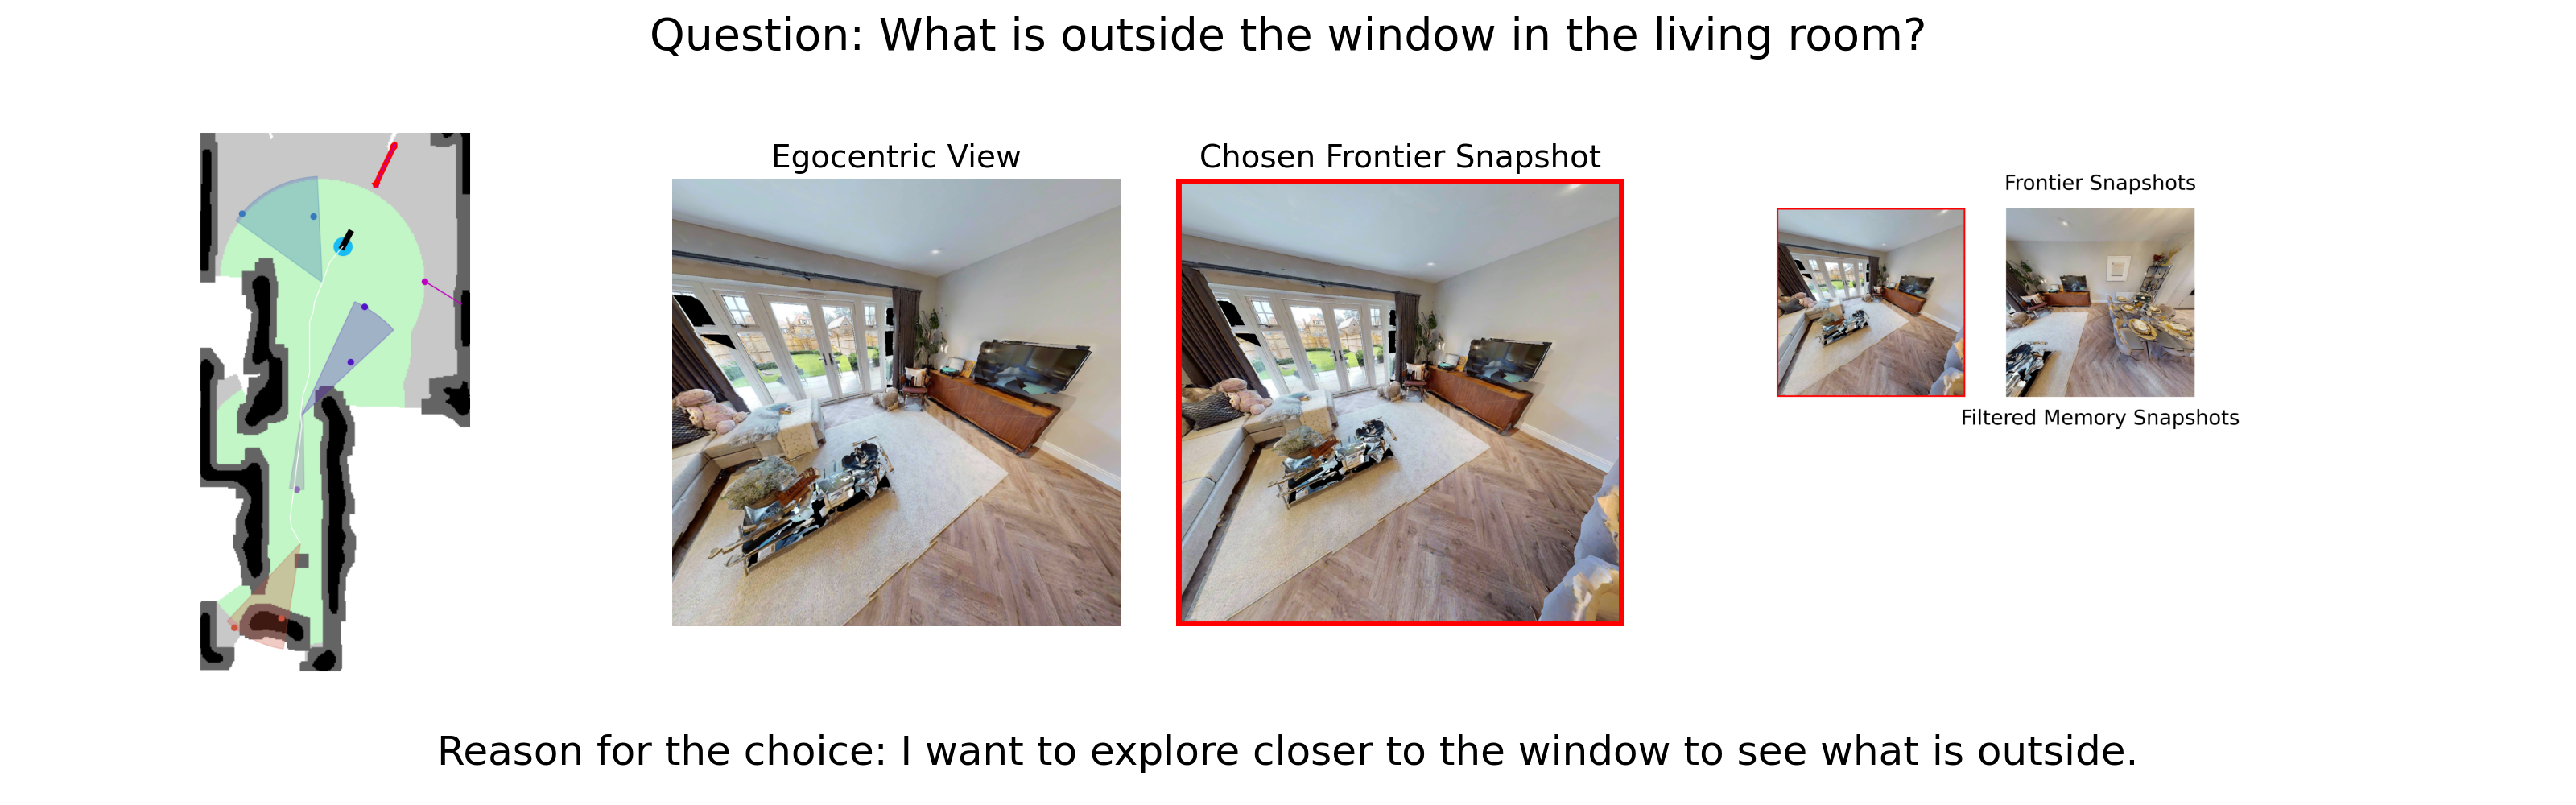 Question: What is outside the window in the living room?
Egocentric View
Chosen Frontier Snapshot
Frontier Snapshots
Filtered Memory Snapshots
Reason for the choice: I want to explore closer to the window to see what is outside.